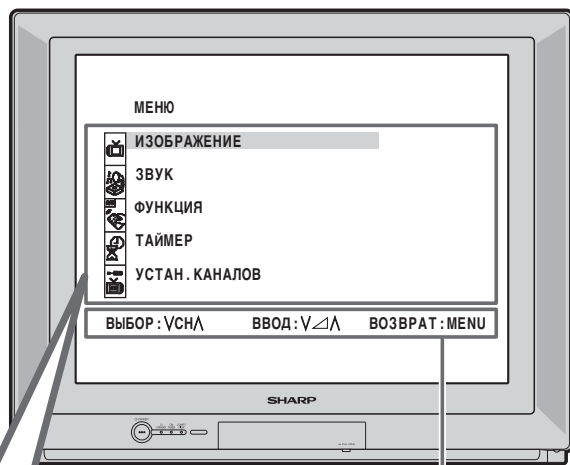 МЕНЮ
ИЗОБРАЖЕНИЕ
ЗВУК
ФУНКЦИЯ
ТАЙМЕР
УСТАН.КАНАЛОВ
ВЫБОР:∨CH∧ ВВОД:∨⊿∧ ВОЗВРАТ:MENU
SHARP